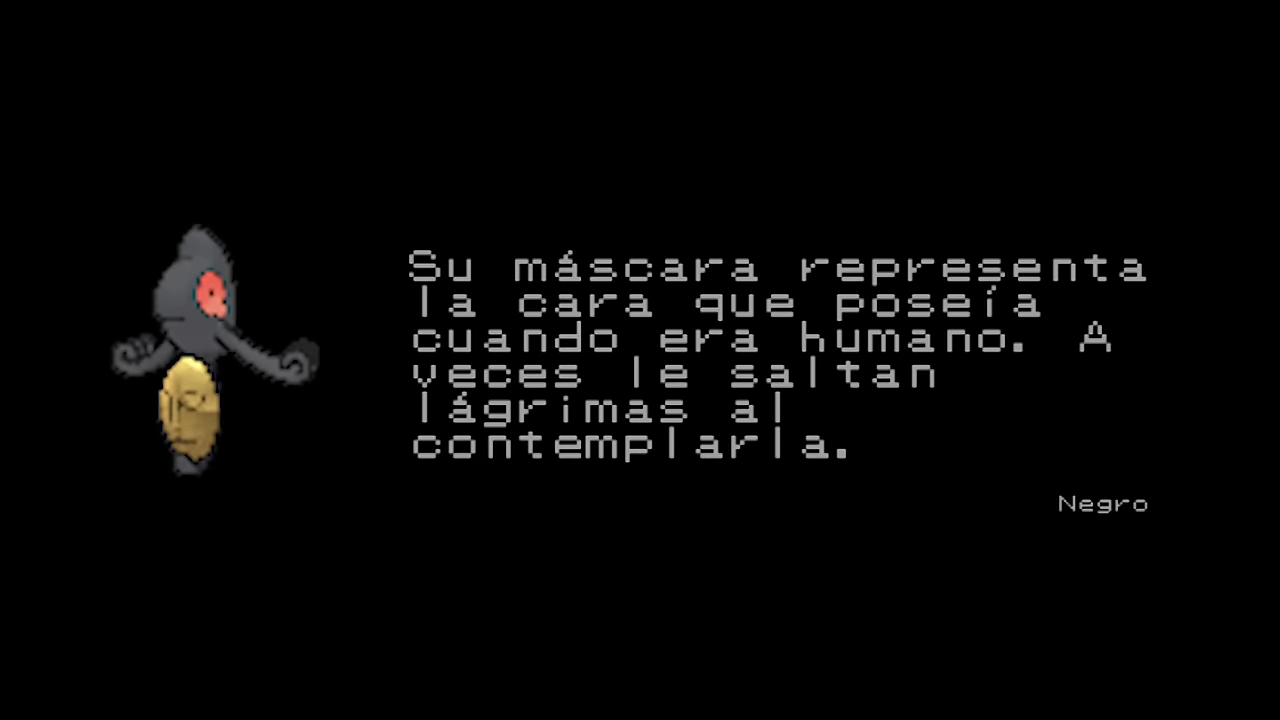 Su máscara representa
la cara que poseía
cuando era humano. A
veces le saltan
lágrimas al
contemplarla.
Negro